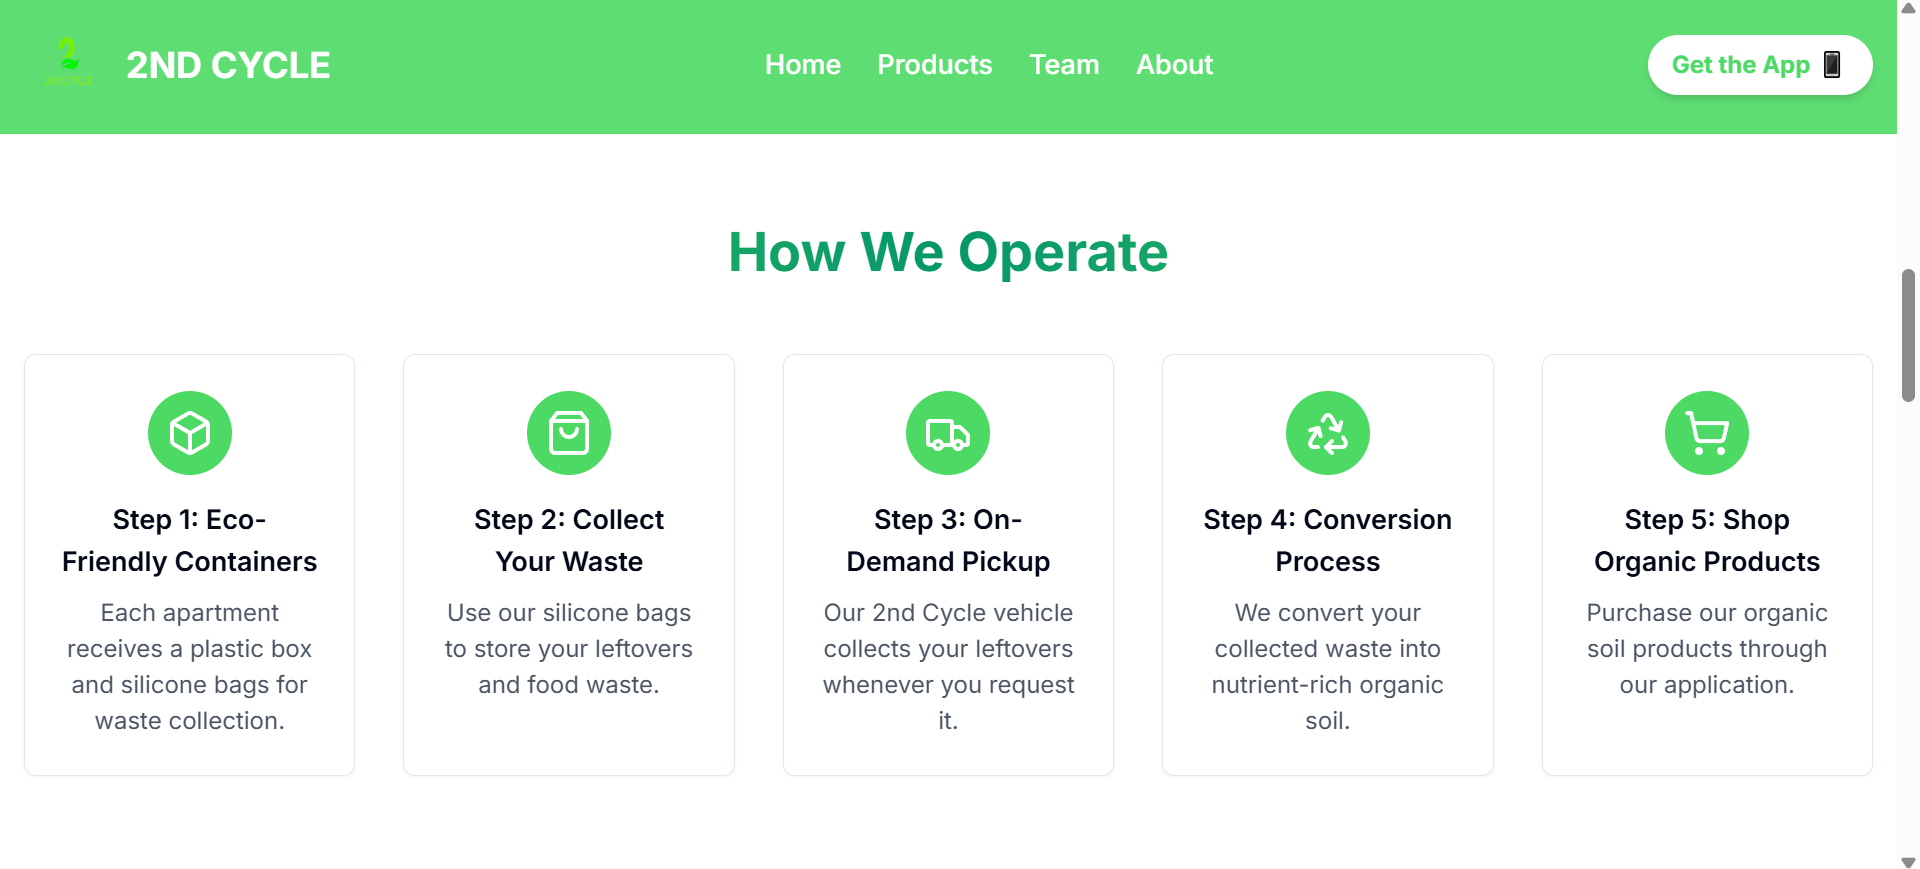 2
2ND CYCLE
2ND CYCLE
Home
Products
Team
About
Get the App
How We Operate
Step 1: Eco-
Friendly Containers
Each apartment
receives a plastic box
and silicone bags for
waste collection.
Step 2: Collect
Your Waste
Use our silicone bags
to store your leftovers
and food waste.
Step 3: On-
Demand Pickup
Our 2nd Cycle vehicle
collects your leftovers
whenever you request
it.
Step 4: Conversion
Process
We convert your
collected waste into
nutrient-rich organic
soil.
Step 5: Shop
Organic Products
Purchase our organic
soil products through
our application.